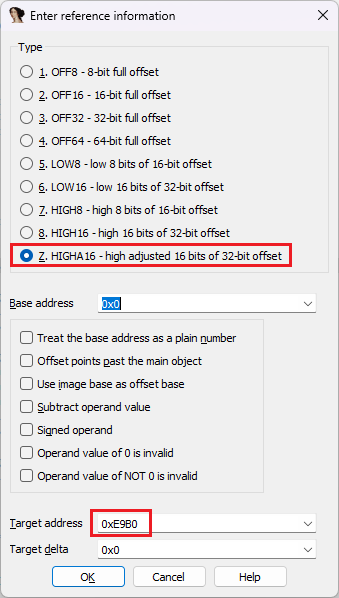 Enter reference information
Type
1. OFF8 - 8-bit full offset
2. OFF16 - 16-bit full offset
3. OFF32 - 32-bit full offset
4. OFF64 - 64-bit full offset
5. LOW8 - low 8 bits of 16-bit offset
6. LOW16 - low 16 bits of 32-bit offset
7. HIGH8 - high 8 bits of 16-bit offset
8. HIGH16 - high 16 bits of 32-bit offset
Z. HIGHA16 - high adjusted 16 bits of 32-bit offset
Base address 0x0
Treat the base address as a plain number
Offset points past the main object
Use image base as offset base
Subtract operand value
Signed operand
Operand value of 0 is invalid
Operand value of NOT 0 is invalid
Target address 0xE9B0
Target delta 0x0
OK Cancel Help